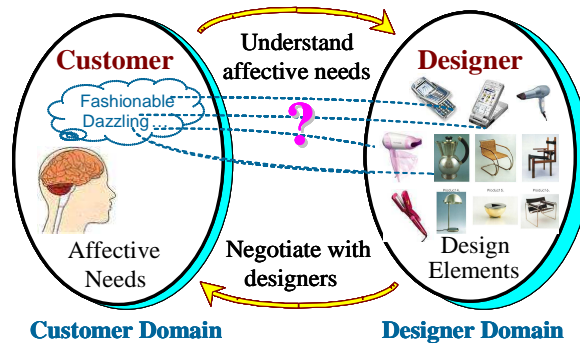 Customer
Fashionable
Dazzling ...
Affective
Needs
Understand
affective needs
?
Negotiate with
designers
Designer
Design
Elements
Customer Domain
Designer Domain